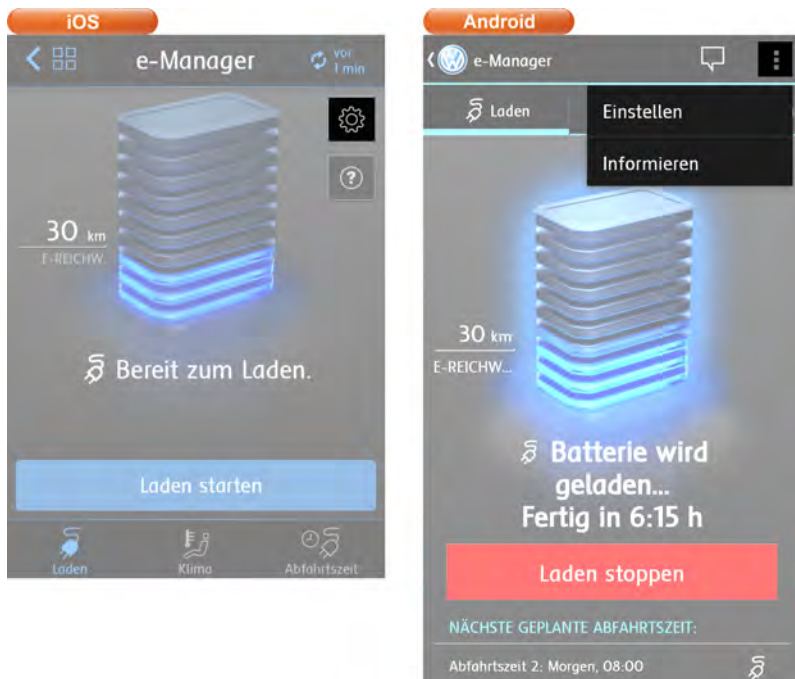 iOS
e-Manager
vor
1 min
30 km
E-REICHW.
Bereit zum Laden.
Laden starten
Laden
Klima
Abfahrtszeit
Android
e-Manager
Laden
Einstellen
Informieren
30 km
E-REICHW...
Batterie wird
geladen...
Fertig in 6:15 h
Laden stoppen
NÄCHSTE GEPLANTE ABFAHRTSZEIT:
Abfahrtszeit 2: Morgen, 08:00